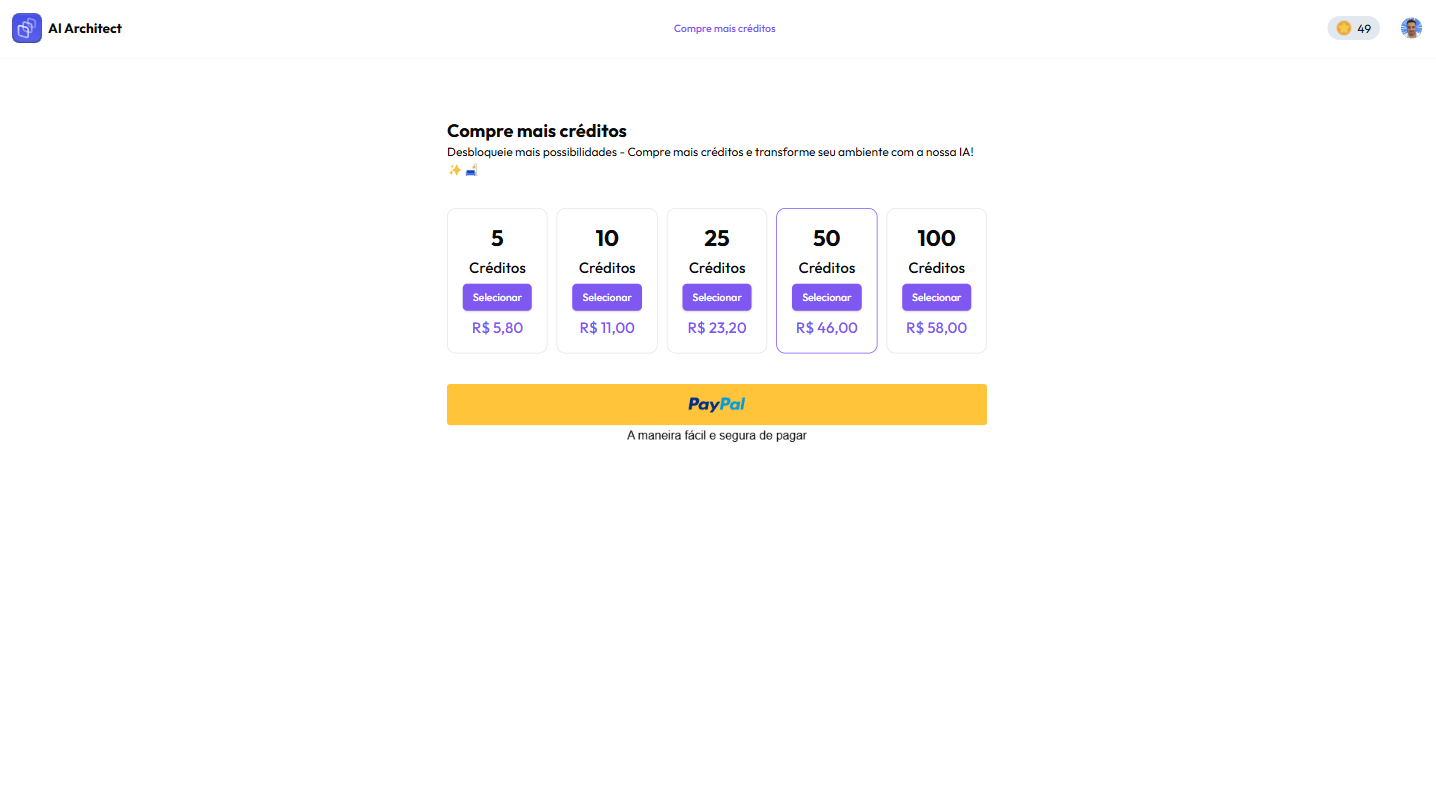 AI Architect
Compre mais créditos
49
Compre mais créditos
Desbloqueie mais possibilidades - Compre mais créditos e transforme seu ambiente com a nossa IA!
✨🛋️
5
Créditos
Selecionar
R$ 5,80
10
Créditos
Selecionar
R$ 11,00
25
Créditos
Selecionar
R$ 23,20
50
Créditos
Selecionar
R$ 46,00
100
Créditos
Selecionar
R$ 58,00
PayPal
A maneira fácil e segura de pagar